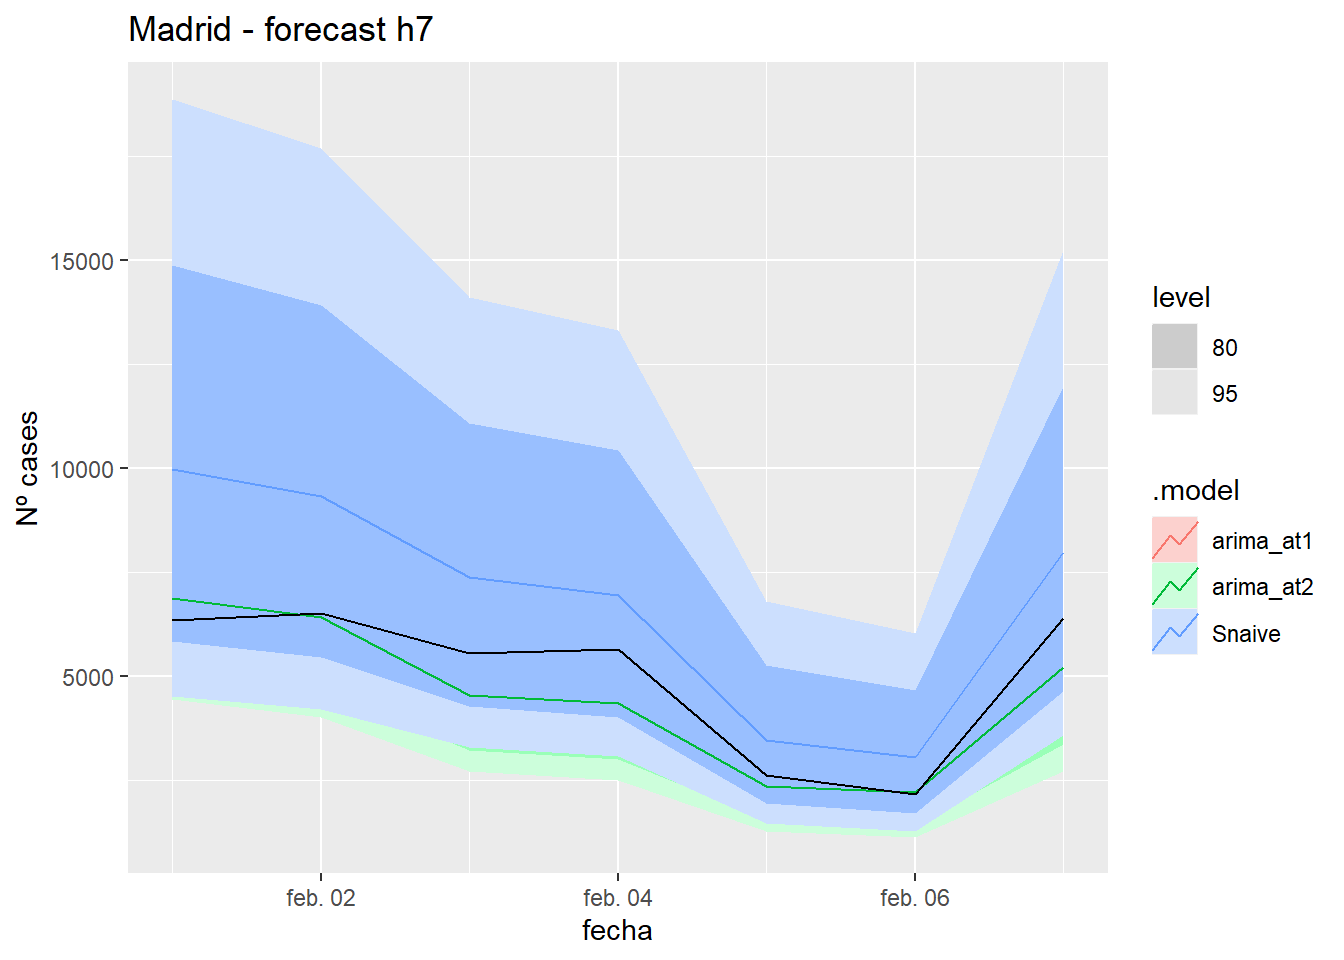 Madrid - forecast h7
Nº cases
15000
10000
5000
feb. 02
feb. 04
feb. 06
fecha
level
80
95
.model
arima_at1
arima_at2
Snaive